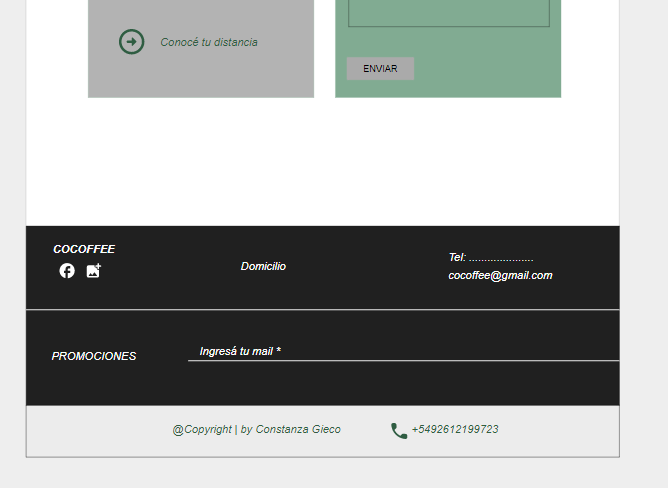 Conocé tu distancia
ENVIAR
COCOFFEE
Domicilio
Tel: .....................
cocoffee@gmail.com
PROMOCIONES
Ingresá tu mail *
@Copyright | by Constanza Gieco
+5492612199723